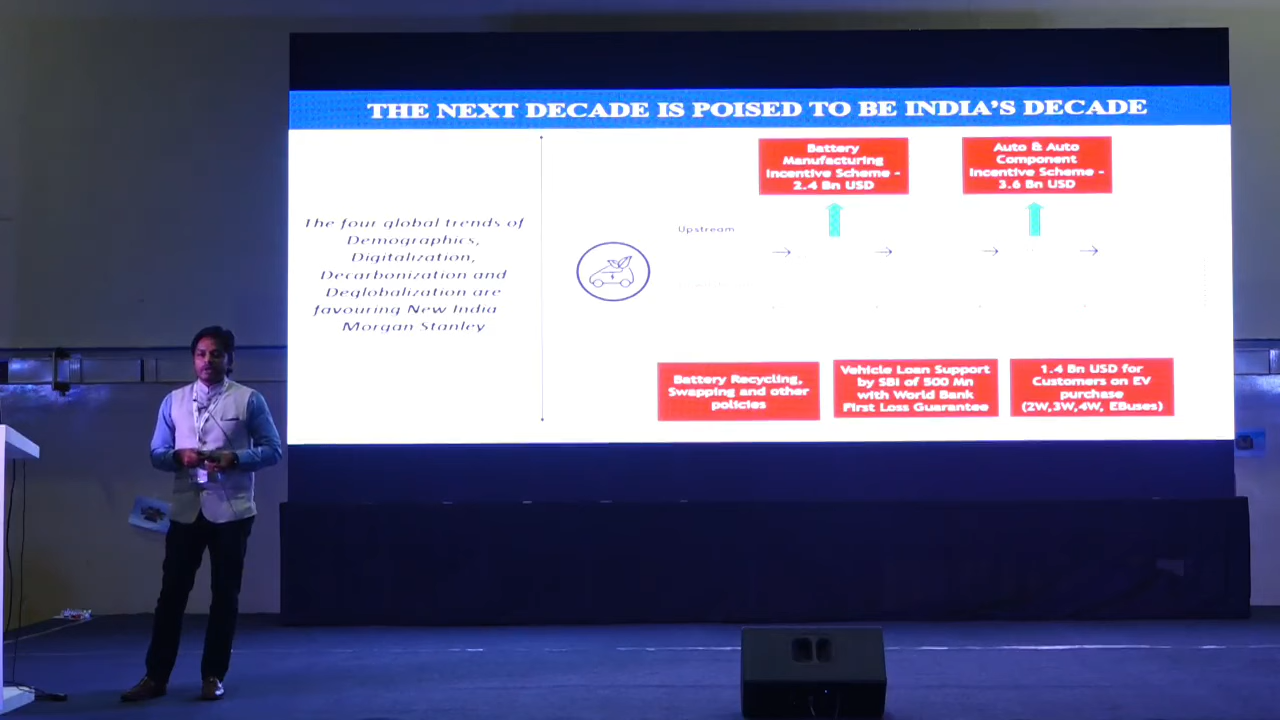 THE NEXT DECADE IS POISED TO BE INDIA'S DECADE
The four global trends of
Demographics,
Digitalization,
Decarbonization and
Deglobalization are
favouring New India
Morgan Stanley
Battery
Manufacturing
Incentive Scheme -
2.4 Bn USD
Auto & Auto
Component
Incentive Scheme -
3.6 Bn USD
Upstream
Battery Recycling,
Swapping and other
policies
Vehicle Loan Support
by SBI of 500 Mn
with World Bank
First Loss Guarantee
1.4 Bn USD for
Customers on EV
purchase
(2W,3W,4W, EBuses)